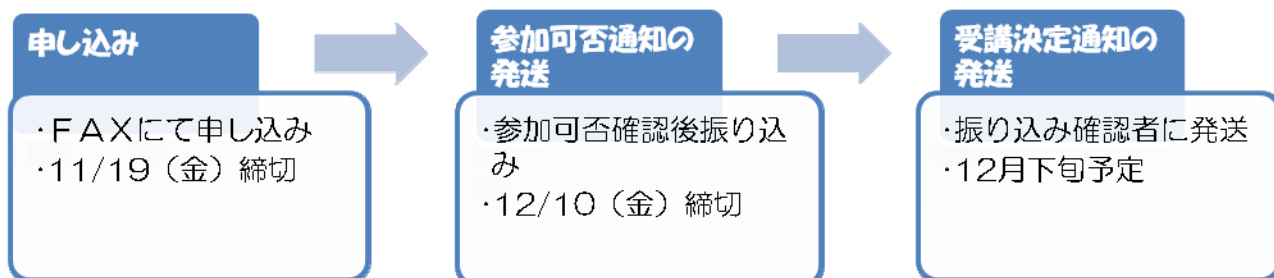 申し込み
・ＦＡＸにて申し込み
・11/19（金）締切
参加可否通知の
発送
・参加可否確認後振り込
み
・12/10（金）締切
受講決定通知の
発送
・振り込み確認者に発送
・12月下旬予定